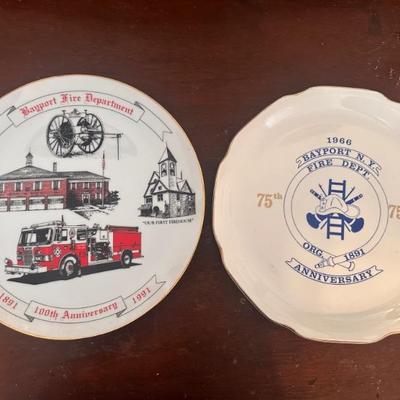 Bayport Fire Department
"OUR FIRST FIREHOUSE"
1891 100th Anniversary 1991
1966
BAYPORT N.Y.
FIRE DEPT.
75th 75
ORG. 1891
ANNIVERSARY